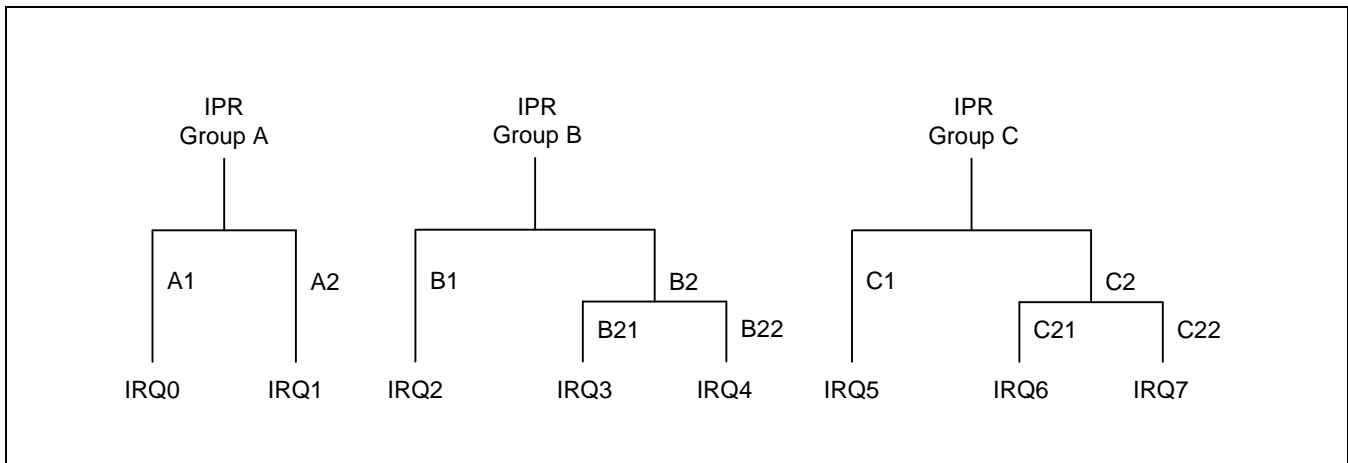 IPR
Group A
IPR
Group B
IPR
Group C
A1
A2
B1
B2
C1
C2
B21
B22
C21
C22
IRQ0
IRQ1
IRQ2
IRQ3
IRQ4
IRQ5
IRQ6
IRQ7